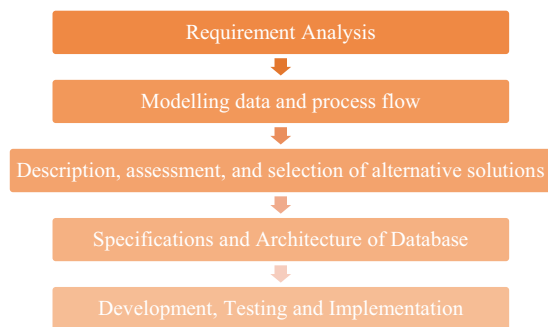 Requirement Analysis
Modelling data and process flow
Description, assessment, and selection of alternative solutions
Specifications and Architecture of Database
Development, Testing and Implementation